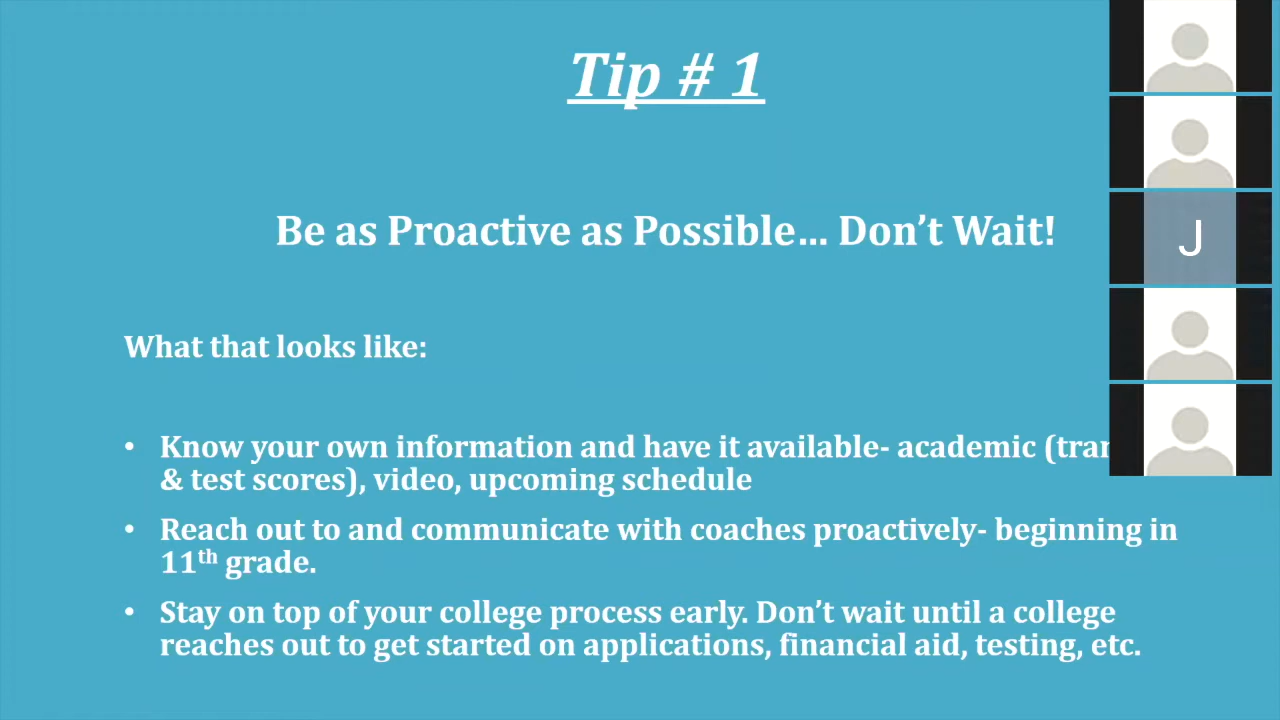 Tip # 1
Be as Proactive as Possible... Don’t Wait!
J
What that looks like:
• Know your own information and have it available- academic
& test scores), video, upcoming schedule
• Reach out to and communicate with coaches proactively- beginning in
11th grade.
• Stay on top of your college process early. Don’t wait until a college
reaches out to get started on applications, financial aid, testing, etc.